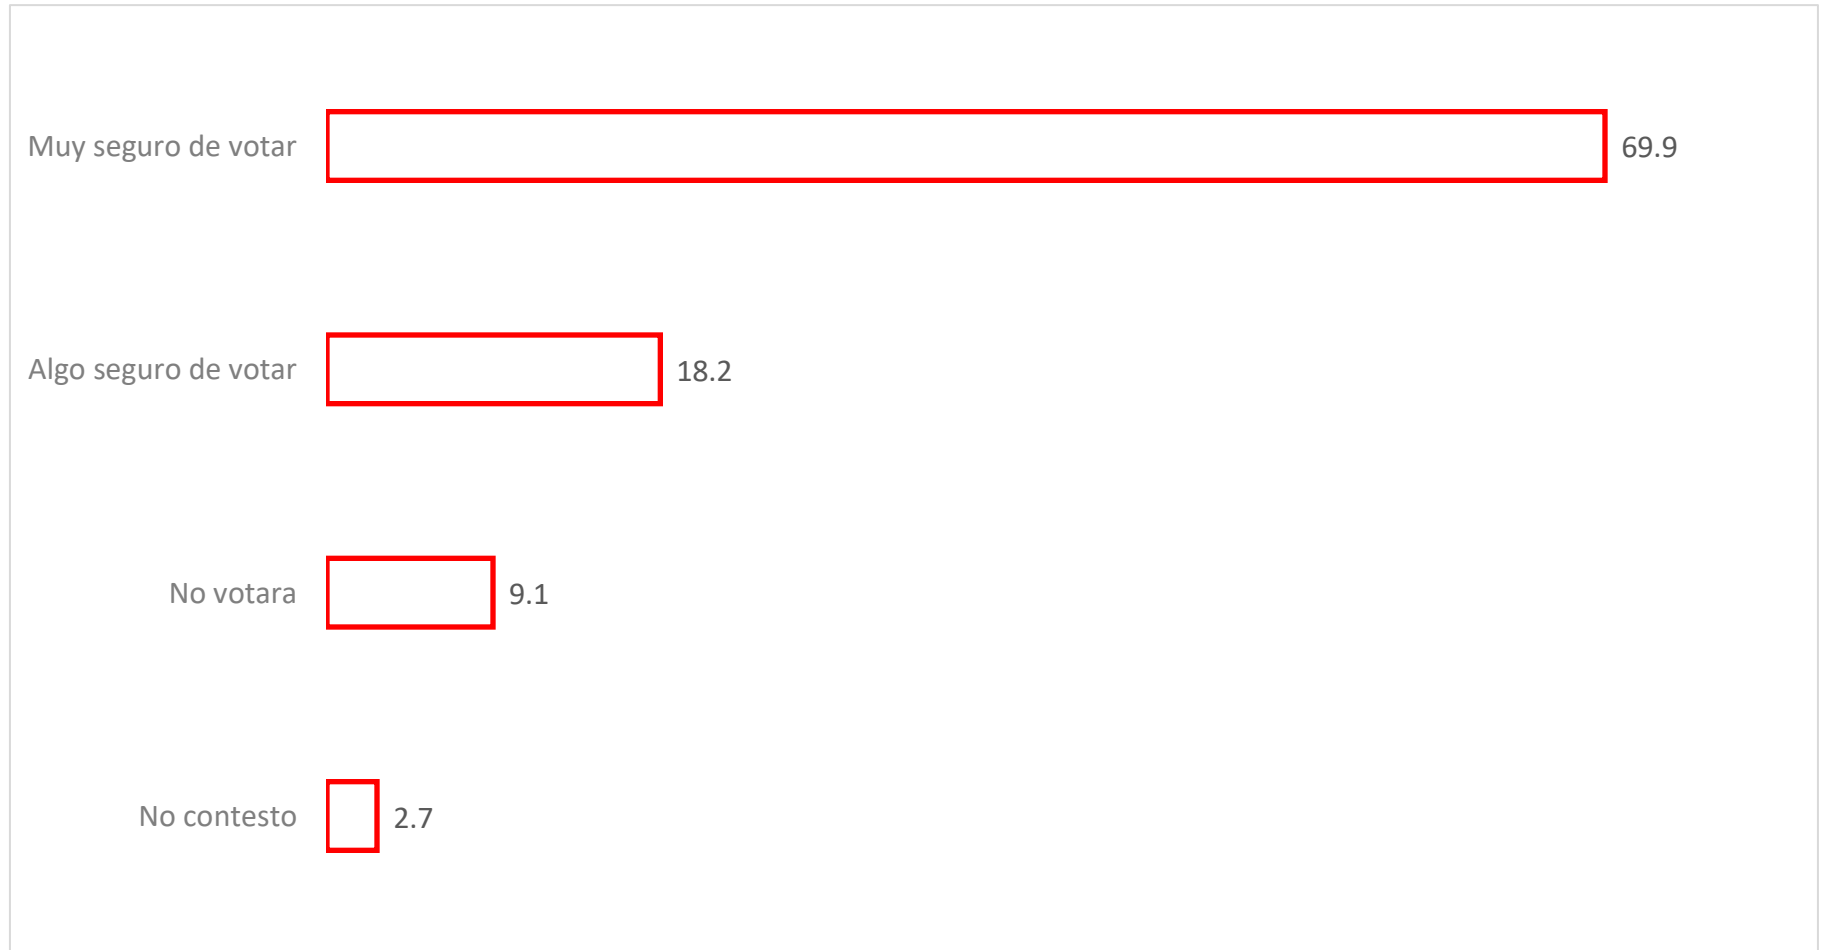 Muy seguro de votar 69.9
Algo seguro de votar 18.2
No votara 9.1
No contesto 2.7